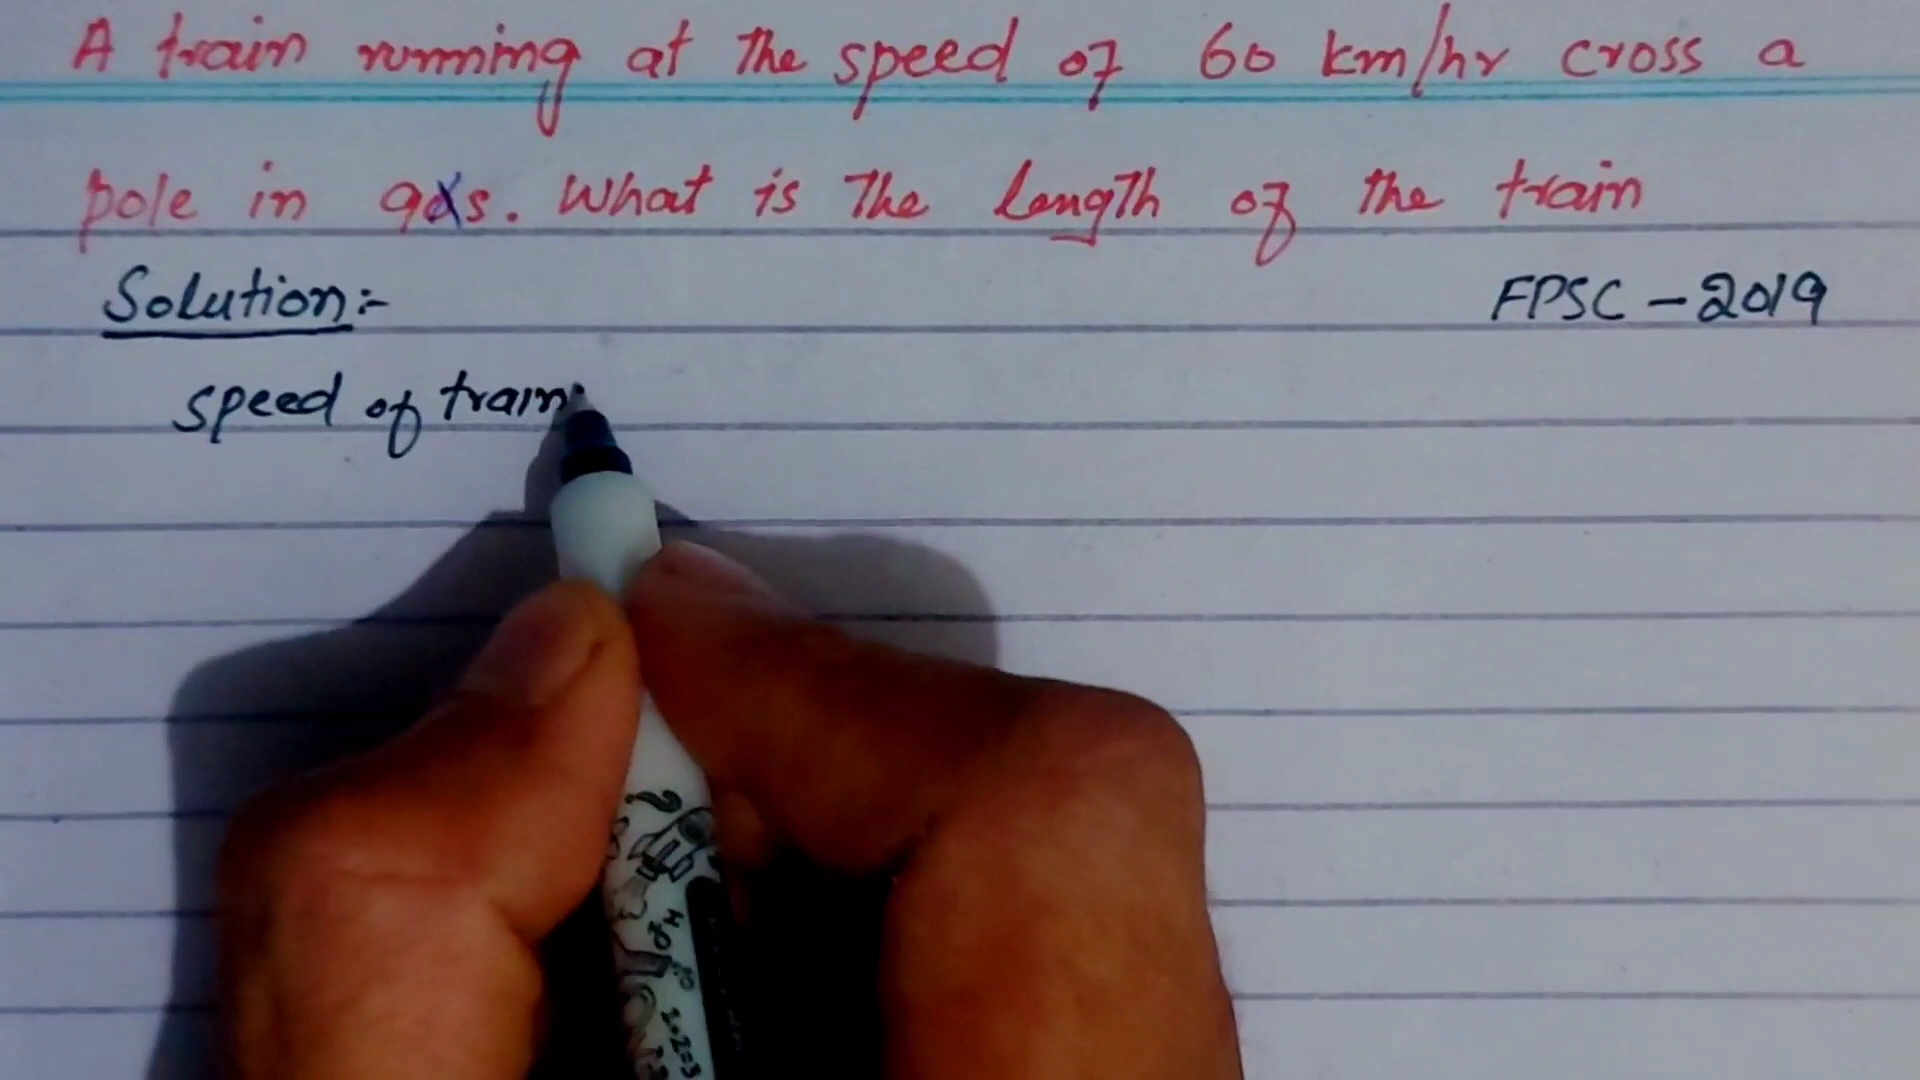 A train running at the speed of 60 km/hr cross a
pole in 9s. What is the length of the train
Solution:-
FPSC - 2019
speed of train
H₂O